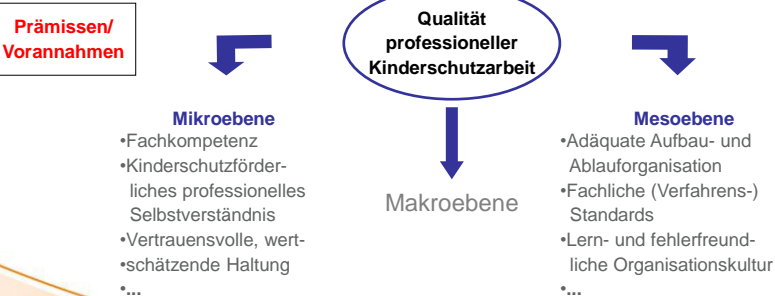 Prämissen/
Vorannahmen
Qualität
professioneller
Kinderschutzarbeit
Mikroebene
•Fachkompetenz
•Kinderschutzförder-
liches professionelles
Selbstverständnis
•Vertrauensvolle, wert-
•schätzende Haltung
•...
Makroebene
Mesoebene
•Adäquate Aufbau- und
Ablauforganisation
•Fachliche (Verfahrens-)
Standards
•Lern- und fehlerfreund-
liche Organisationskultur
•...